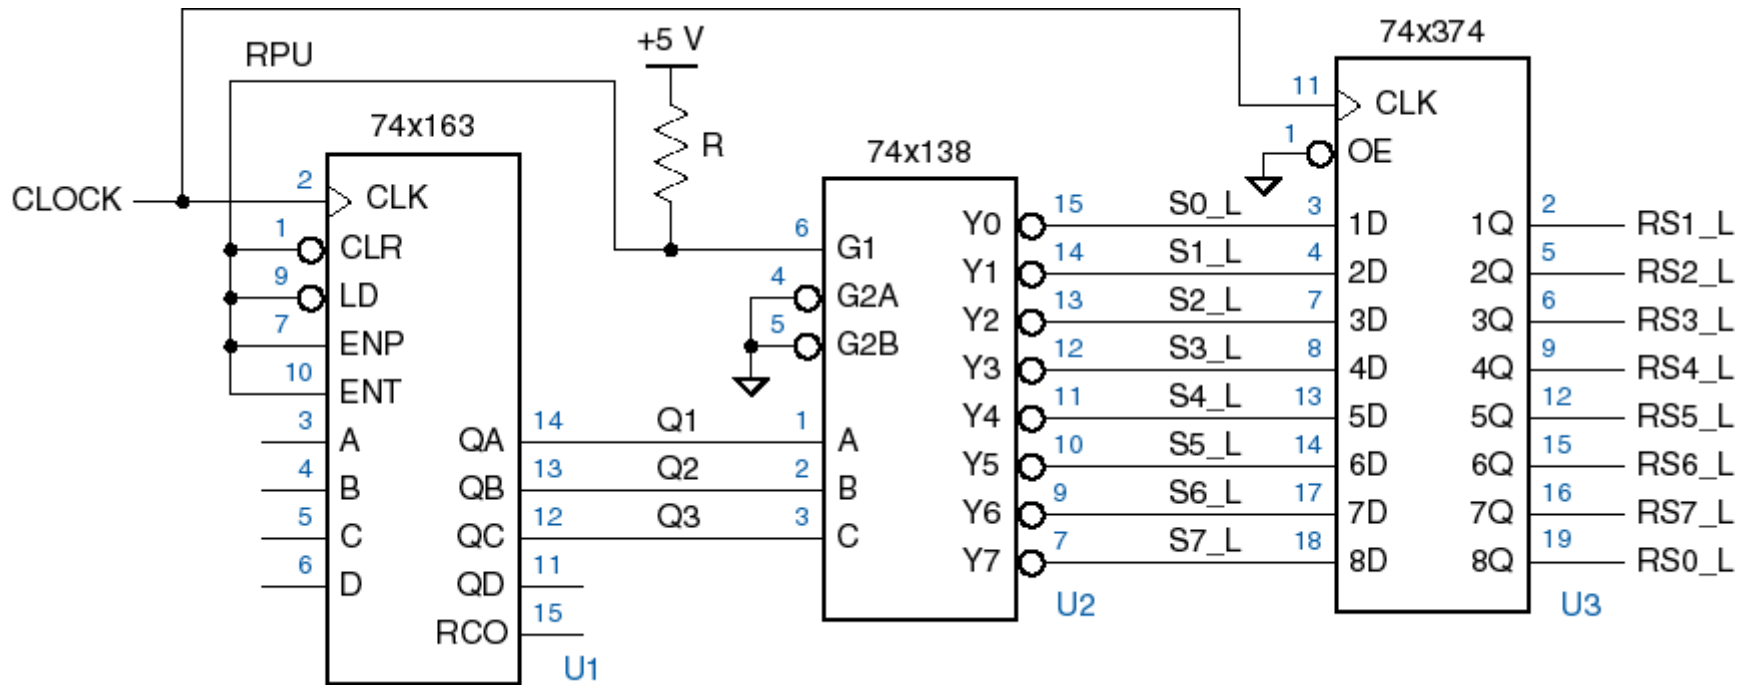 74x374
+5 V
RPU
11 CLK
74x163
R
1 OE
74x138
CLOCK
2 CLK
1 CLR
9 LD
7 ENP
10 ENT
3 A
4 B
5 C
6 D
QA 14 Q1
QB 13 Q2
QC 12 Q3
QD 11
RCO 15
U1
6 G1
4 G2A
5 G2B
1 A
2 B
3 C
Y0 15 S0_L 3 1D 1Q 2 RS1_L
Y1 14 S1_L 4 2D 2Q 5 RS2_L
Y2 13 S2_L 7 3D 3Q 6 RS3_L
Y3 12 S3_L 8 4D 4Q 9 RS4_L
Y4 11 S4_L 13 5D 5Q 12 RS5_L
Y5 10 S5_L 14 6D 6Q 15 RS6_L
Y6 9 S6_L 17 7D 7Q 16 RS7_L
Y7 7 S7_L 18 8D 8Q 19 RS0_L
U2
U3